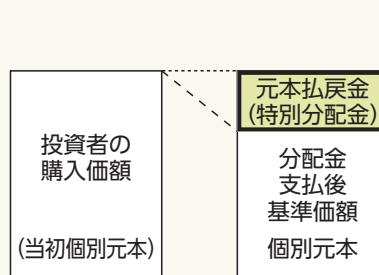 投資者の
購入価額
(当初個別元本)
元本払戻金
(特別分配金)
分配金
支払後
基準価額
個別元本